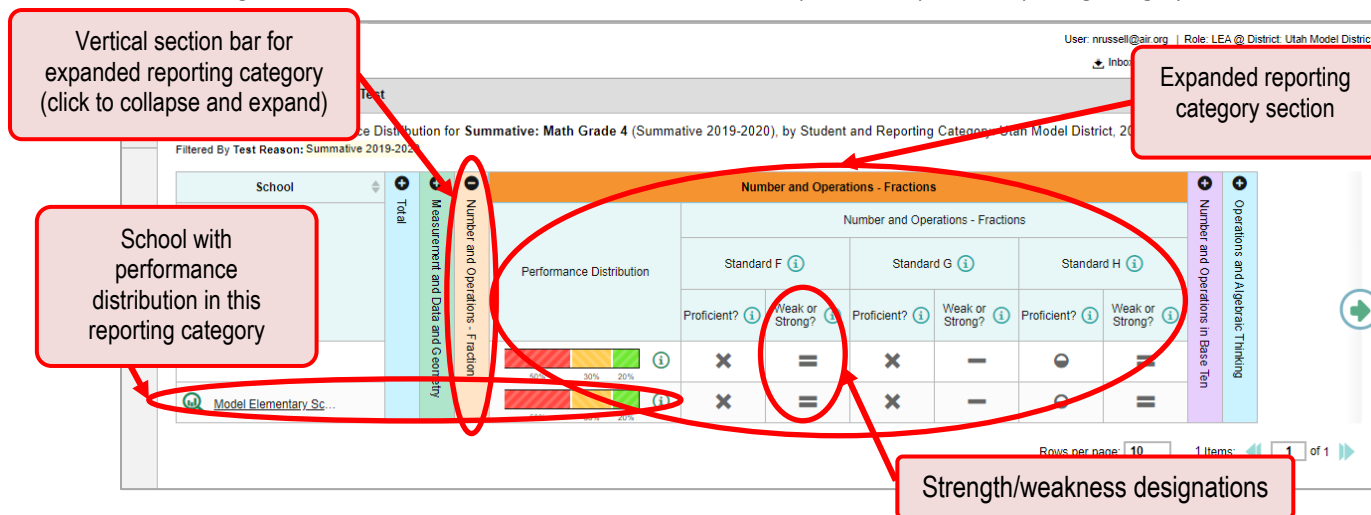 User: nrussell@air.org | Role: LEA @ District: Utah Model District
Inbox
Vertical section bar for
expanded reporting category
(click to collapse and expand)
Expanded reporting
category section
Test
Distribution for Summative: Math Grade 4 (Summative 2019-2020), by Student and Reporting Category:
Model District, 20
Filtered By Test Reason: Summative 2019-2020
School
Total
Measurement and Data and Geometry
Number and Operations - Fraction
Number and Operations - Fractions
Number and Operations in Base Ten
Operations and Algebraic Thinking
Number and Operations - Fractions
Performance Distribution
Standard F
Standard G
Standard H
Proficient?
Weak or
Strong?
Proficient?
Weak or
Strong?
Proficient?
Weak or
Strong?
School with
performance
distribution in this
reporting category
50% 30% 20%
Model Elementary Sc...
20%
Rows per page: 10 1 Items: 1 of 1
Strength/weakness designations